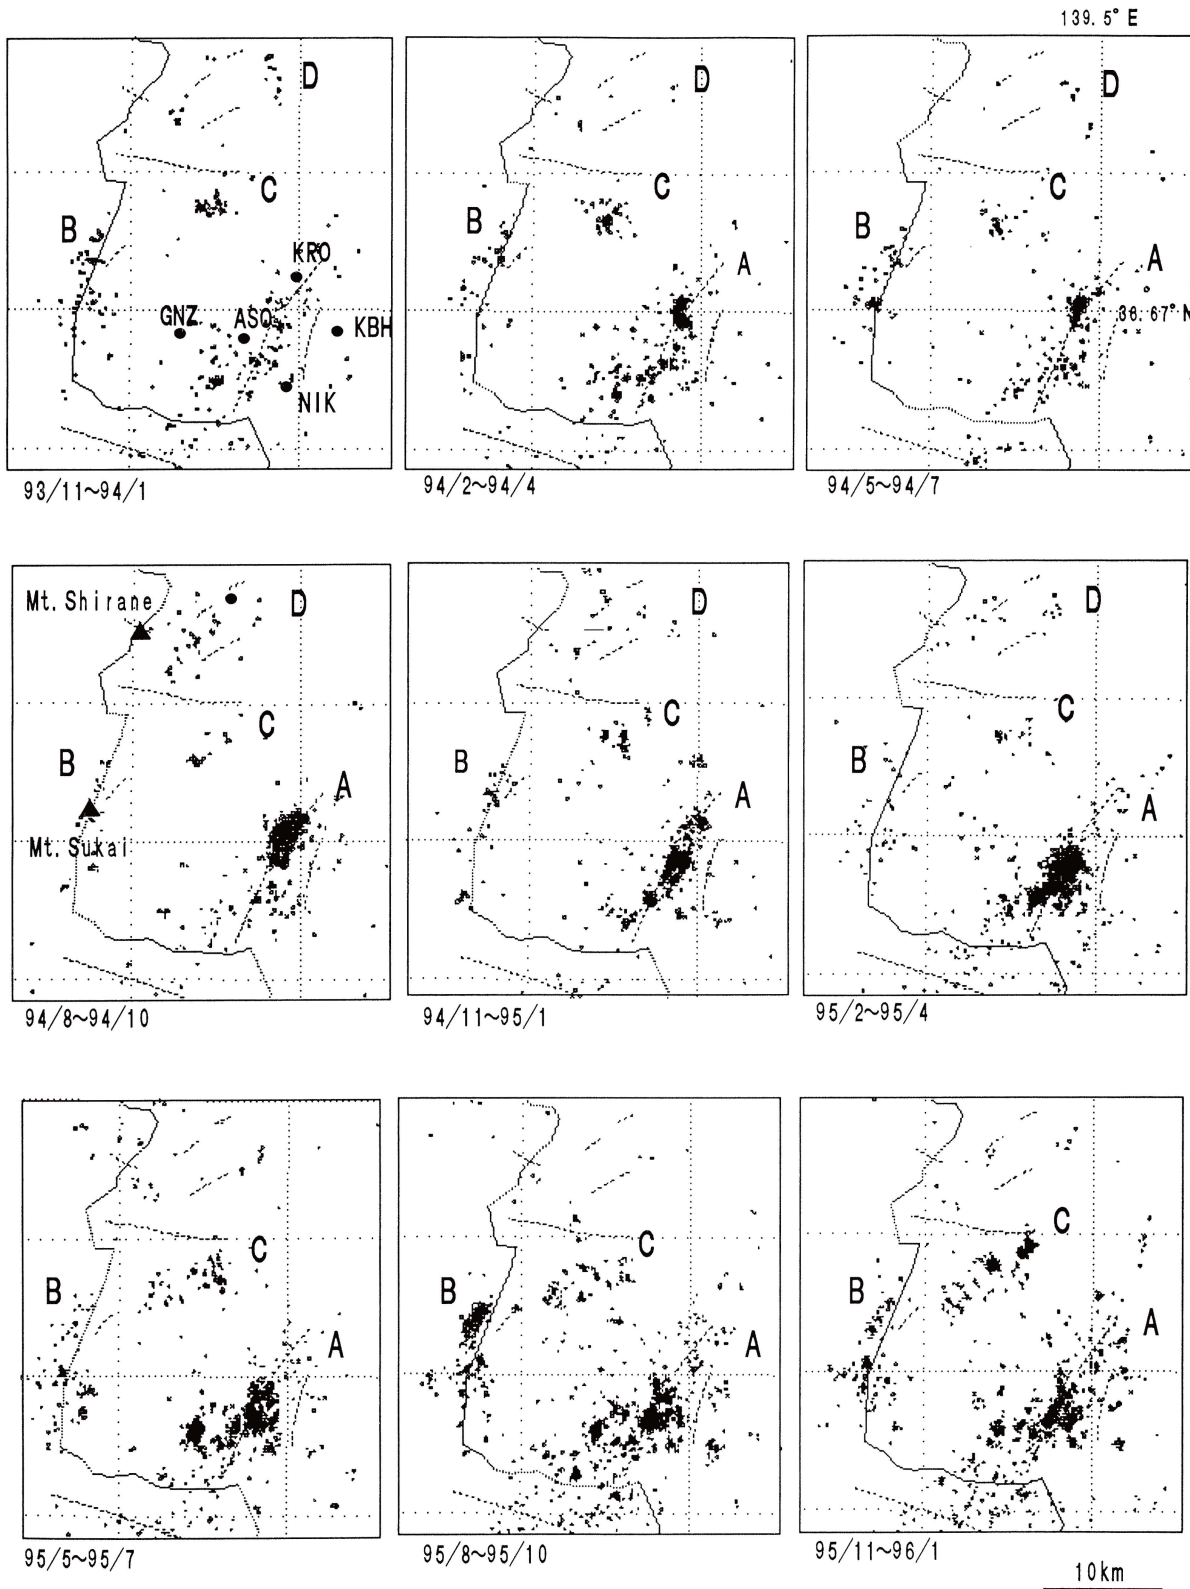 139.5°E
D
C
B
KRO
GNZ
ASO
KBH
NIK
93/11~94/1
D
C
B
A
94/2~94/4
D
C
B
A
36.67°N
94/5~94/7
Mt. Shirane
D
C
B
A
Mt. Sukai
94/8~94/10
D
C
B
A
94/11~95/1
D
C
B
A
95/2~95/4
C
B
A
95/5~95/7
C
B
A
95/8~95/10
C
B
A
95/11~96/1
10km